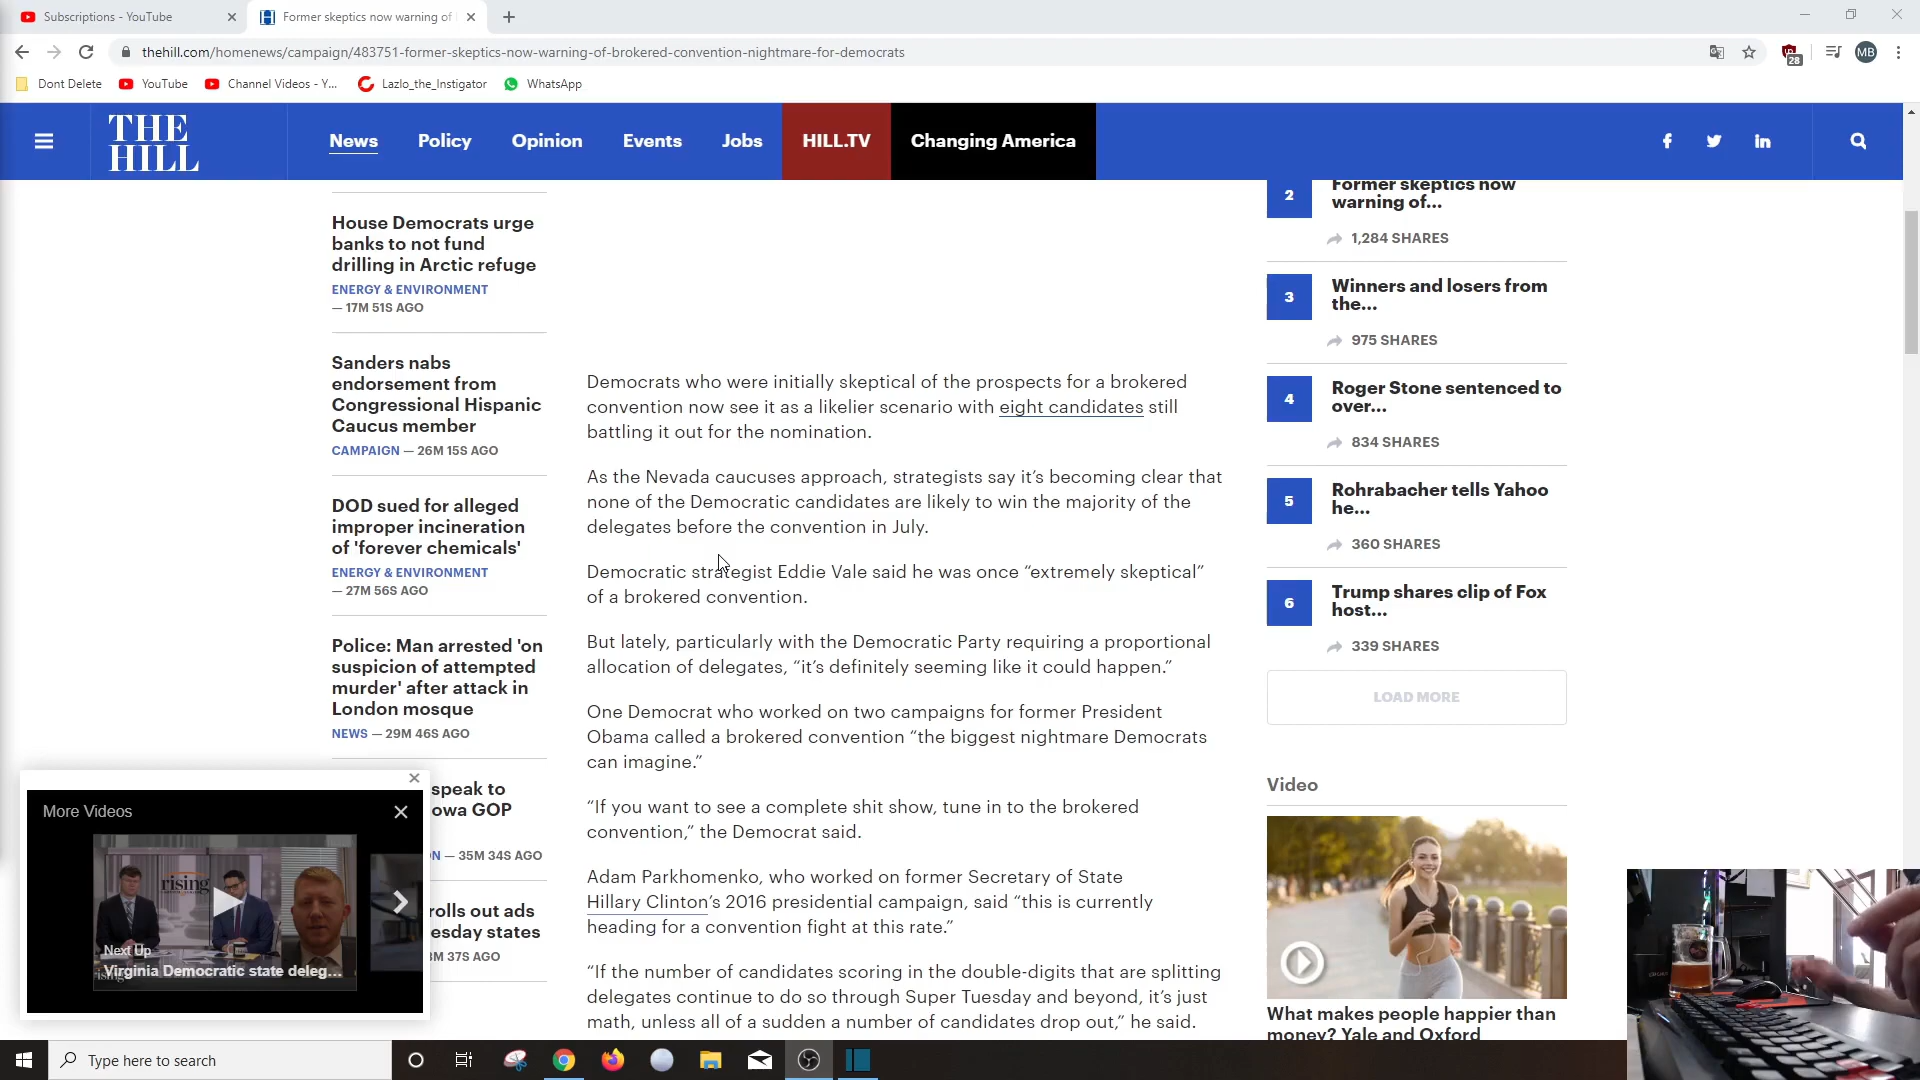 Subscriptions - YouTube
Former skeptics now warning of
thehill.com/homenews/campaign/483751-former-skeptics-now-warning-of-brokered-convention-nightmare-for-democrats
28
MB
Dont Delete
YouTube
Channel Videos - Y...
Lazlo_the_Instigator
WhatsApp
THE
HILL
News
Policy
Opinion
Events
Jobs
HILL.TV
Changing America
House Democrats urge
banks to not fund
drilling in Arctic refuge
ENERGY & ENVIRONMENT
— 17M 51S AGO
Sanders nabs
endorsement from
Congressional Hispanic
Caucus member
CAMPAIGN — 26M 15S AGO
DOD sued for alleged
improper incineration
of 'forever chemicals'
ENERGY & ENVIRONMENT
— 27M 56S AGO
Police: Man arrested 'on
suspicion of attempted
murder' after attack in
London mosque
NEWS — 29M 46S AGO
speak to
owa GOP
ON — 35M 34S AGO
rolls out ads
esday states
8M 37S AGO
More Videos
rising
Next Up
Virginia Democratic state deleg...
Democrats who were initially skeptical of the prospects for a brokered
convention now see it as a likelier scenario with eight candidates still
battling it out for the nomination.
As the Nevada caucuses approach, strategists say it’s becoming clear that
none of the Democratic candidates are likely to win the majority of the
delegates before the convention in July.
Democratic strategist Eddie Vale said he was once “extremely skeptical”
of a brokered convention.
But lately, particularly with the Democratic Party requiring a proportional
allocation of delegates, “it’s definitely seeming like it could happen.”
One Democrat who worked on two campaigns for former President
Obama called a brokered convention “the biggest nightmare Democrats
can imagine.”
“If you want to see a complete shit show, tune in to the brokered
convention,” the Democrat said.
Adam Parkhomenko, who worked on former Secretary of State
Hillary Clinton’s 2016 presidential campaign, said “this is currently
heading for a convention fight at this rate.”
“If the number of candidates scoring in the double-digits that are splitting
delegates continue to do so through Super Tuesday and beyond, it’s just
math, unless all of a sudden a number of candidates drop out,” he said.
2
Former skeptics now
warning of...
1,284 SHARES
3
Winners and losers from
the...
975 SHARES
4
Roger Stone sentenced to
over...
834 SHARES
5
Rohrabacher tells Yahoo
he...
360 SHARES
6
Trump shares clip of Fox
host...
339 SHARES
LOAD MORE
Video
What makes people happier than
money? Yale and Oxford
Type here to search